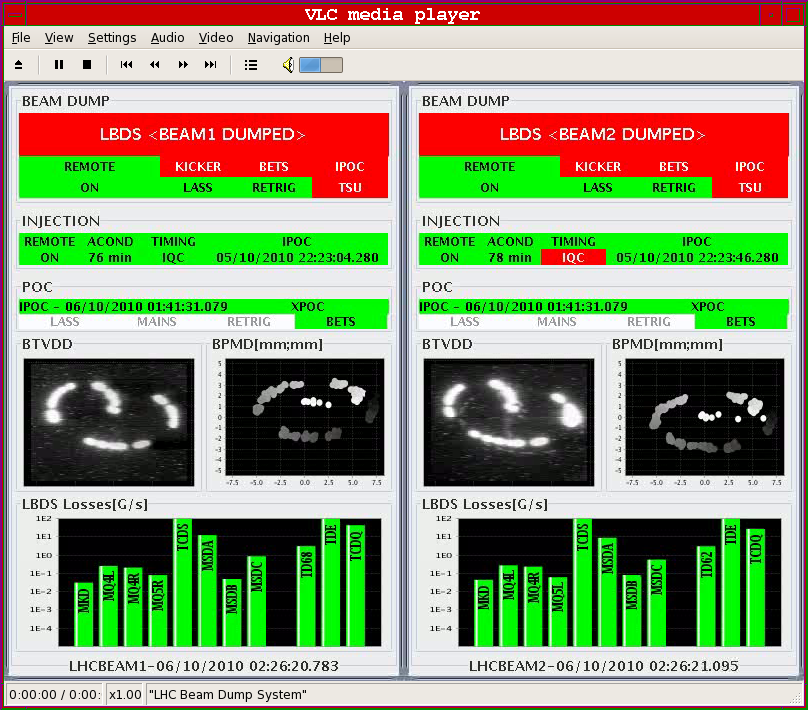 VLC media player
File View Settings Audio Video Navigation Help
BEAM DUMP
LBDS <BEAM1 DUMPED>
REMOTE KICKER BETS IPOC
ON LASS RETRIG TSU
INJECTION
REMOTE ACOND TIMING IPOC
ON 76 min IQC 05/10/2010 22:23:04.280
POC
IPOC - 06/10/2010 01:41:31.079 XPOC
LASS MAINS RETRIG BETS
BTVDD BPMD[mm;mm]
5
4
3
2
1
0
-1
-2
-3
-4
-5
-7.5 -5.0 -2.5 0.0 2.5 5.0 7.5
LBDS Losses[G/s]
1E2
1E1
1E0
1E-1
1E-2
1E-3
1E-4
MKD MQ4L MQ4R MQ5R TCDS MSDA MSDB MSDC TD68 TDE TCDQ
LHCBEAM1-06/10/2010 02:26:20.783
BEAM DUMP
LBDS <BEAM2 DUMPED>
REMOTE KICKER BETS IPOC
ON LASS RETRIG TSU
INJECTION
REMOTE ACOND TIMING IPOC
ON 78 min IQC 05/10/2010 22:23:46.280
POC
IPOC - 06/10/2010 01:41:31.079 XPOC
LASS MAINS RETRIG BETS
BTVDD BPMD[mm;mm]
5
4
3
2
1
0
-1
-2
-3
-4
-5
-7.5 -5.0 -2.5 0.0 2.5 5.0 7.5
LBDS Losses[G/s]
1E2
1E1
1E0
1E-1
1E-2
1E-3
1E-4
MKD MQ4L MQ4R MQ5L TCDS MSDA MSDB MSDC TD62 TDE TCDQ
LHCBEAM2-06/10/2010 02:26:21.095
0:00:00 / 0:00: x1.00 "LHC Beam Dump System"